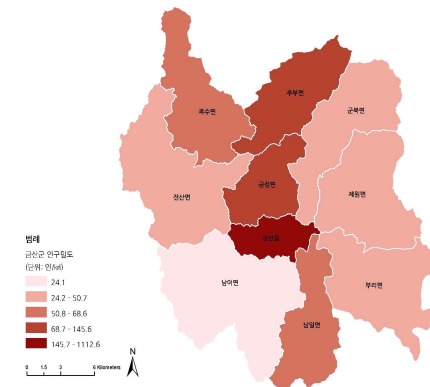 추부면
군북면
복수면
금성면
제원면
진산면
금산읍
남이면
부리면
남일면
범례
금산군 인구밀도
(단위: 인/㎢)
24.1
24.2 - 50.7
50.8 - 68.6
68.7 - 145.6
145.7 - 1112.6
N
0 1.5 3 6 Kilometers